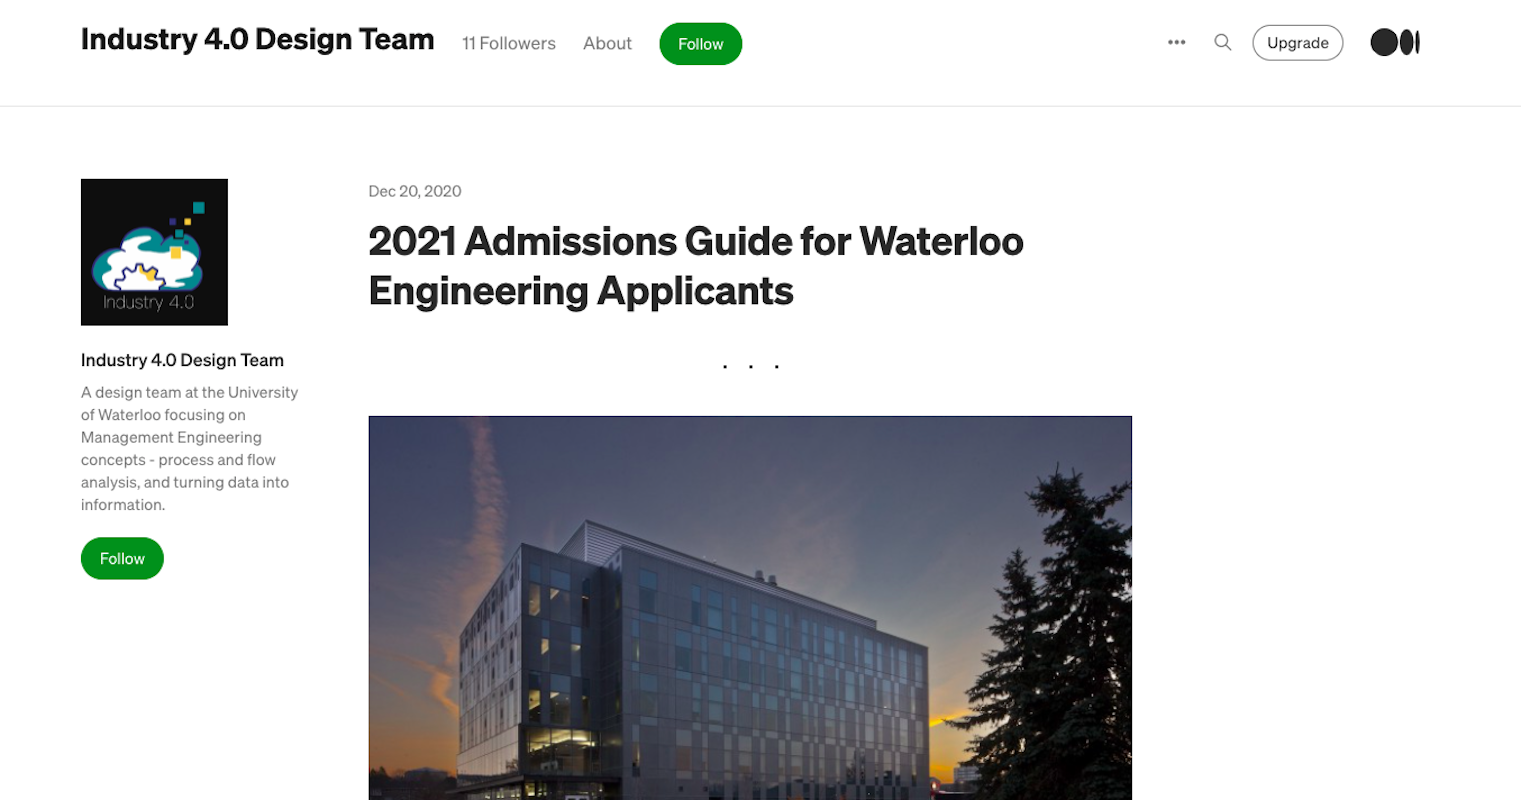 Industry 4.0 Design Team 11 Followers About Follow Upgrade
Industry 4.0
Industry 4.0 Design Team
A design team at the University
of Waterloo focusing on
Management Engineering
concepts - process and flow
analysis, and turning data into
information.
Follow
Dec 20, 2020
2021 Admissions Guide for Waterloo
Engineering Applicants